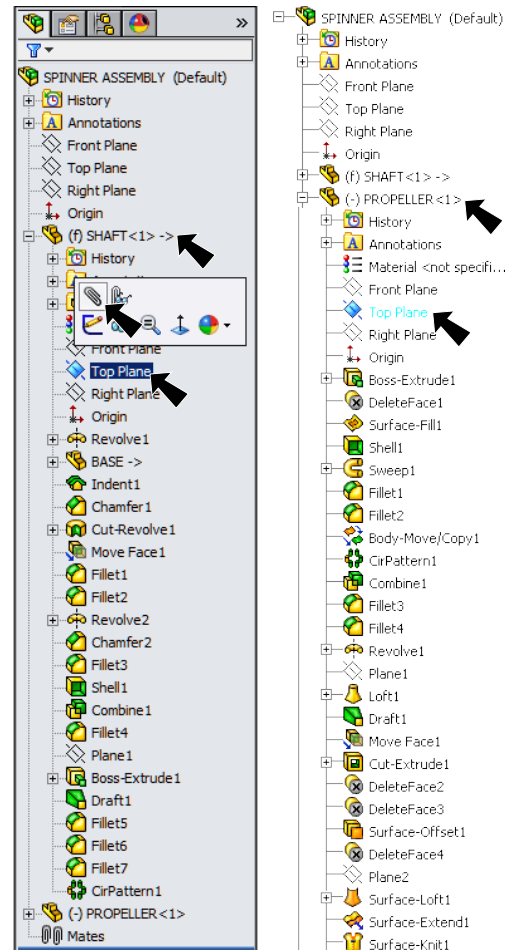 »
SPINNER ASSEMBLY (Default)
History
Annotations
Front Plane
Top Plane
Right Plane
Origin
(f) SHAFT<1> ->
History
Front Plane
Top Plane
Right Plane
Origin
Revolve1
BASE ->
Indent1
Chamfer1
Cut-Revolve1
Move Face1
Fillet1
Fillet2
Revolve2
Chamfer2
Fillet3
Shell1
Combine1
Fillet4
Plane1
Boss-Extrude1
Draft1
Fillet5
Fillet6
Fillet7
CirPattern1
(-) PROPELLER<1>
Mates
SPINNER ASSEMBLY (Default)
History
Annotations
Front Plane
Top Plane
Right Plane
Origin
(f) SHAFT<1> ->
(-) PROPELLER<1>
History
Annotations
Material <not specifi...
Front Plane
Top Plane
Right Plane
Origin
Boss-Extrude1
DeleteFace1
Surface-Fill1
Shell1
Sweep1
Fillet1
Fillet2
Body-Move/Copy1
CirPattern1
Combine1
Fillet3
Fillet4
Revolve1
Plane1
Loft1
Draft1
Move Face1
Cut-Extrude1
DeleteFace2
DeleteFace3
Surface-Offset1
DeleteFace4
Plane2
Surface-Loft1
Surface-Extend1
Surface-Knit1